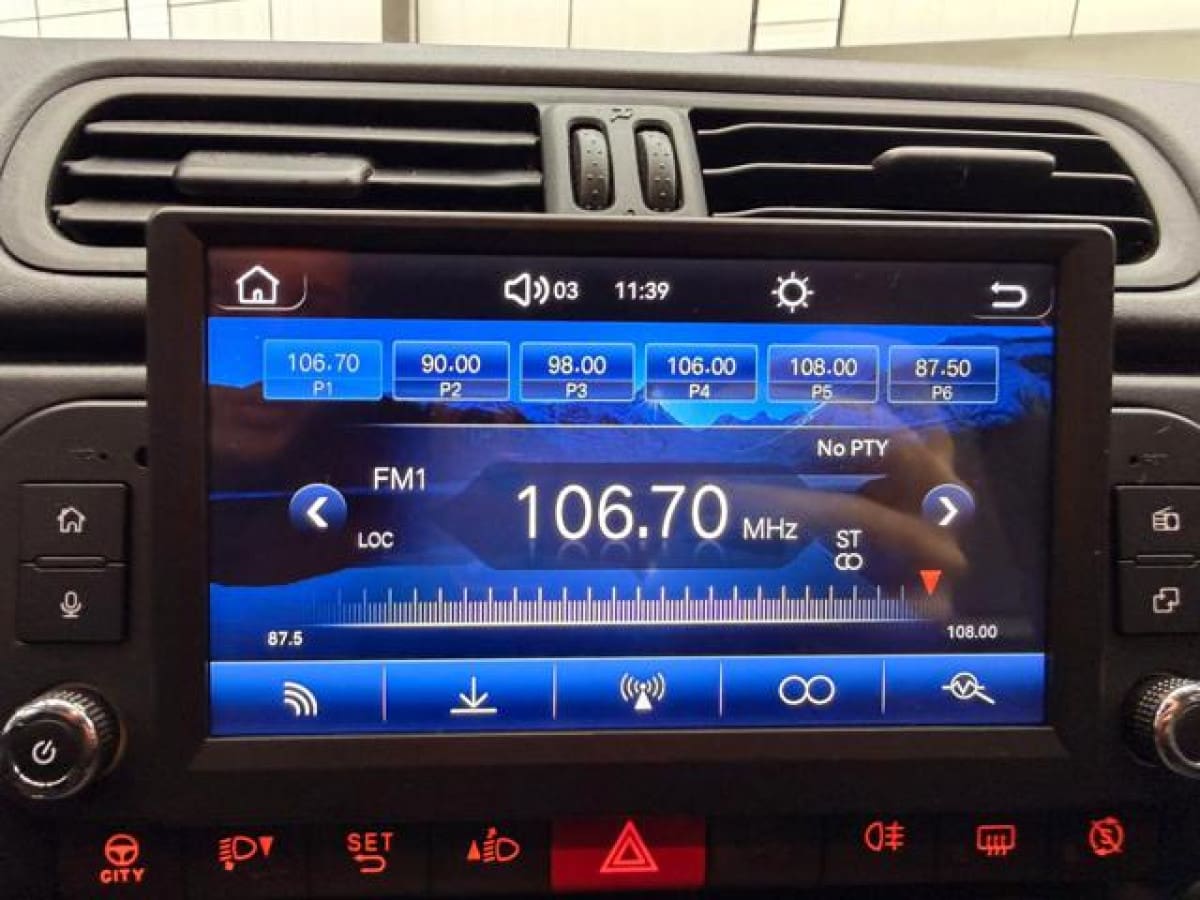 03 11:39
106.70 90.00 98.00 106.00 108.00 87.50
P1 P2 P3 P4 P5 P6
No PTY
FM1
106.70 MHz
LOC ST
87.5 108.00
SET
CITY